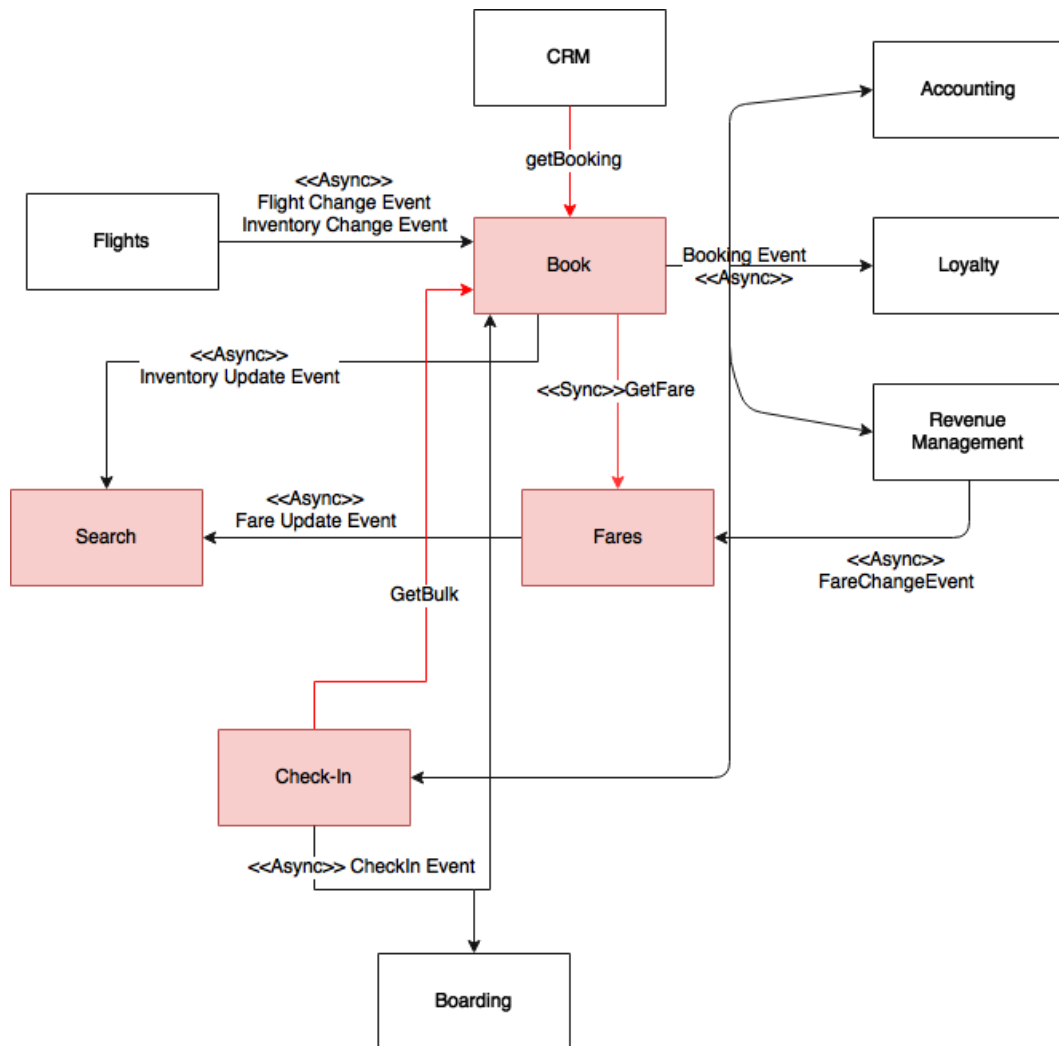 CRM
Accounting
getBooking
<<Async>>
Flight Change Event
Inventory Change Event
Flights
Book
Booking Event
<<Async>>
Loyalty
<<Async>>
Inventory Update Event
<<Sync>>GetFare
Revenue
Management
Search
<<Async>>
Fare Update Event
Fares
<<Async>>
FareChangeEvent
GetBulk
Check-In
<<Async>> CheckIn Event
Boarding